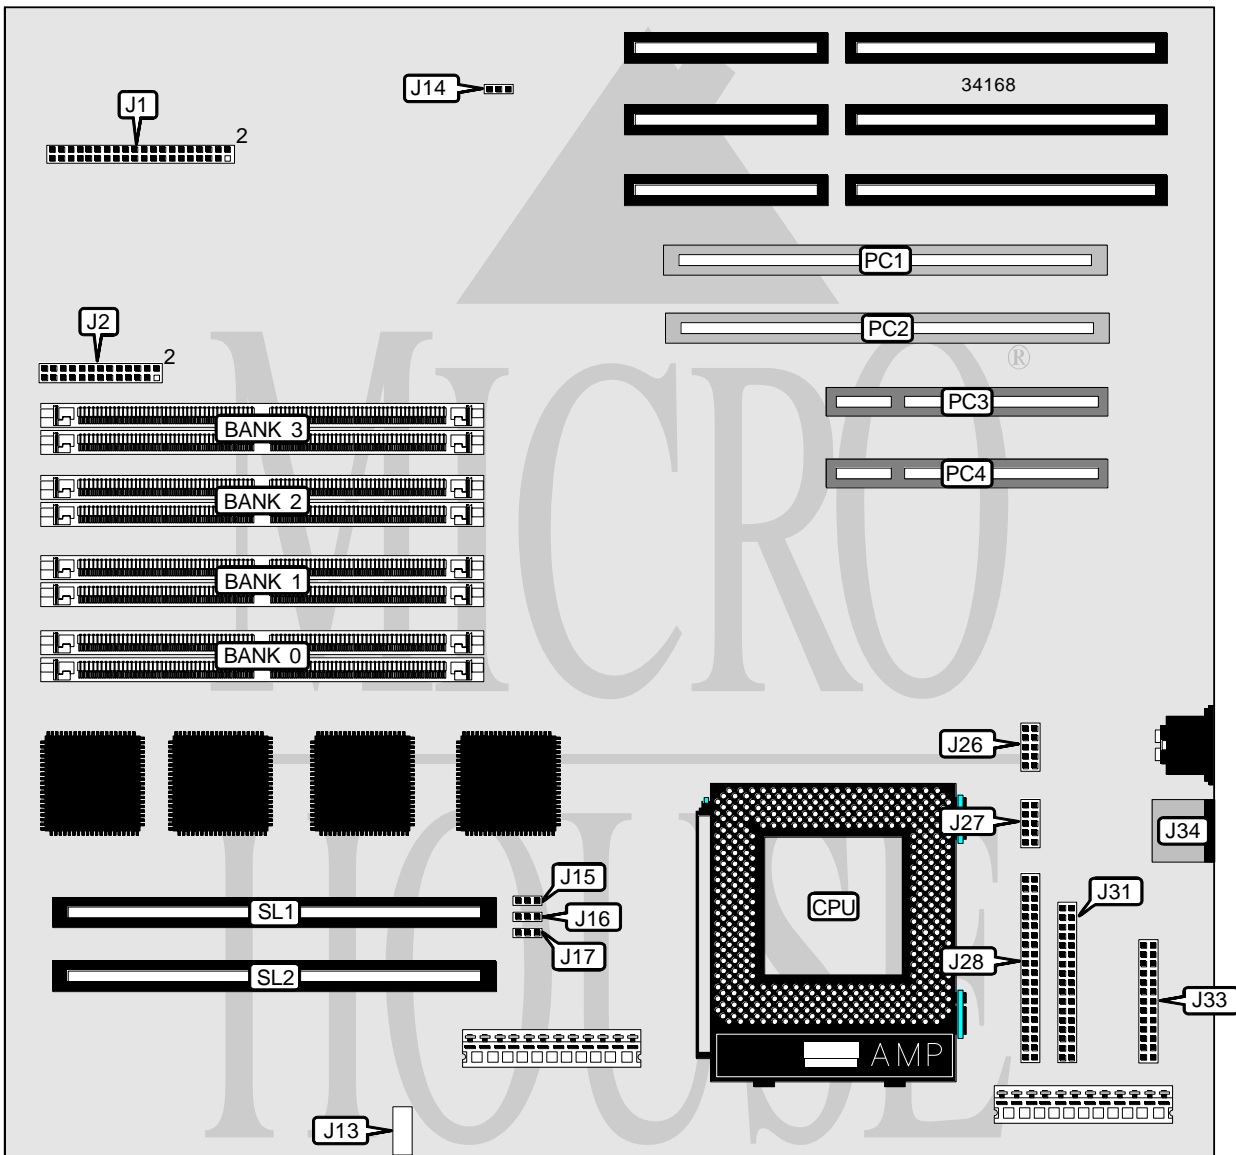 J14
34168
J1
2
PC1
J2
2
PC2
®
MICRO
PC3
BANK 3
PC4
BANK 2
BANK 1
BANK 0
J26
J27
J34
HOUSE
J15
J31
SL1
CPU
J16
J17
J28
SL2
J33
AMP
J13